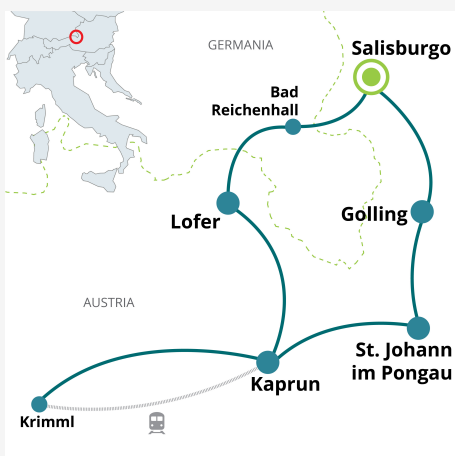 GERMANIA
Salisburgo
Bad
Reichenhall
Lofer
Golling
AUSTRIA
St. Johann
im Pongau
Kaprun
Krimml